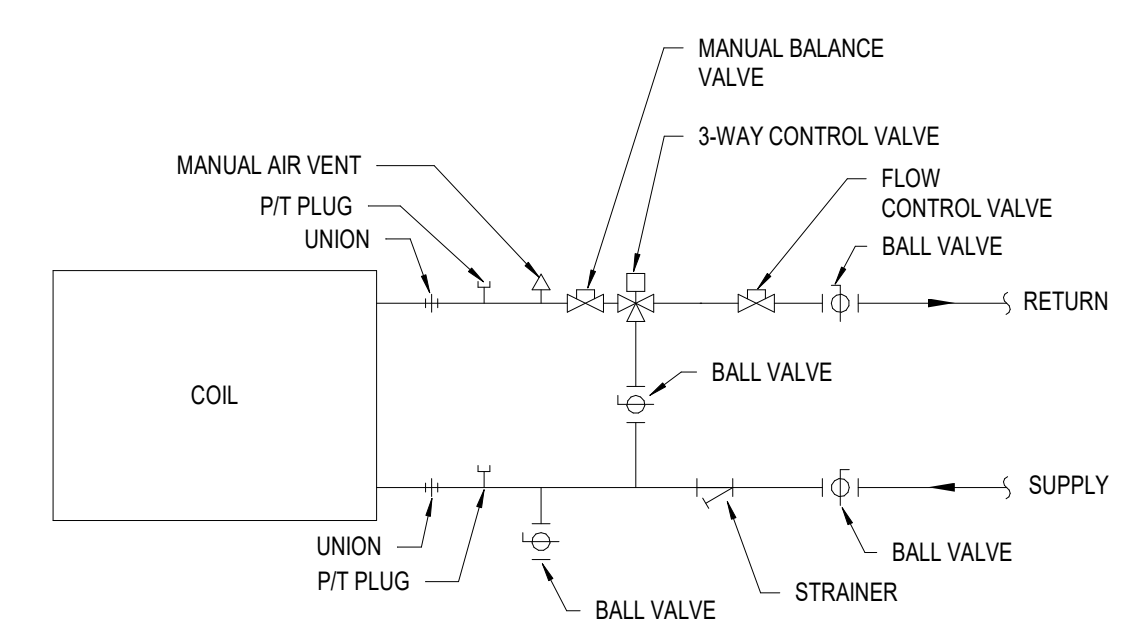 MANUAL BALANCE
VALVE
3-WAY CONTROL VALVE
MANUAL AIR VENT
FLOW
CONTROL VALVE
P/T PLUG
UNION
BALL VALVE
RETURN
BALL VALVE
COIL
SUPPLY
UNION
BALL VALVE
P/T PLUG
STRAINER
BALL VALVE